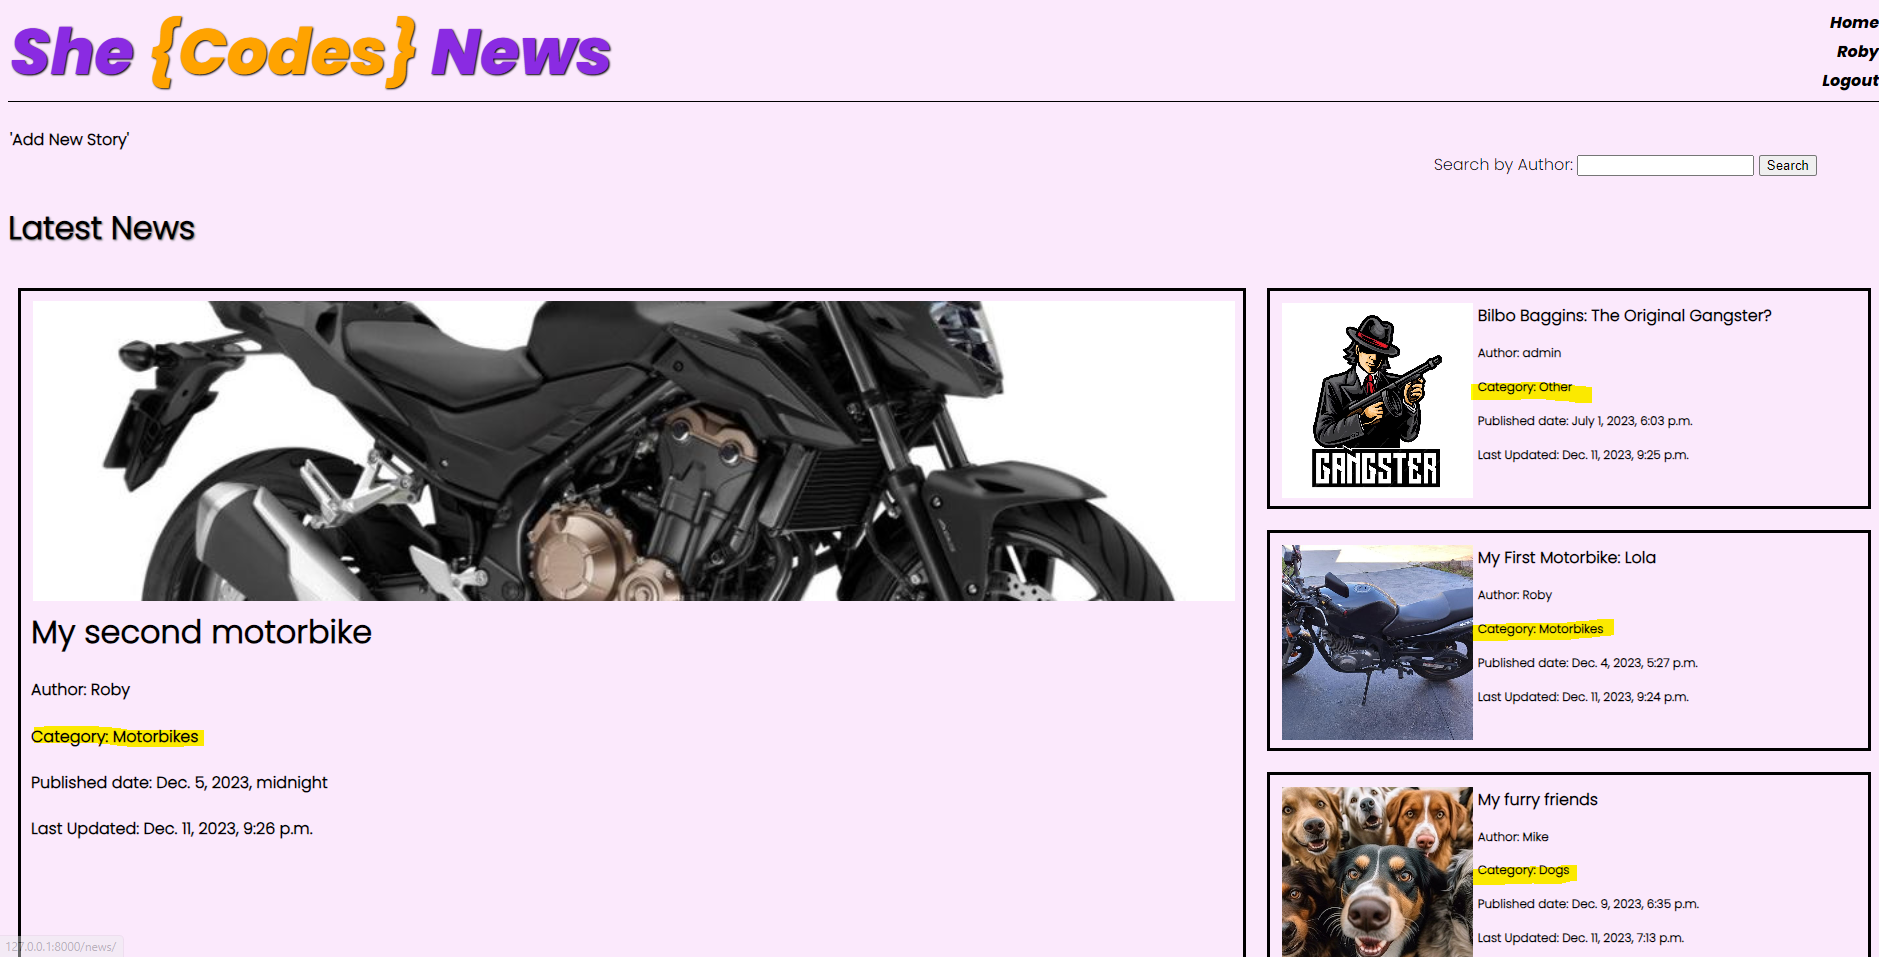 She {Codes} News
Home
Roby
Logout
'Add New Story'
Search by Author:
Search
Latest News
My second motorbike
Author: Roby
Category: Motorbikes
Published date: Dec. 5, 2023, midnight
Last Updated: Dec. 11, 2023, 9:26 p.m.
GANGSTER
Bilbo Baggins: The Original Gangster?
Author: admin
Category: Other
Published date: July 1, 2023, 6:03 p.m.
Last Updated: Dec. 11, 2023, 9:25 p.m.
My First Motorbike: Lola
Author: Roby
Category: Motorbikes
Published date: Dec. 4, 2023, 5:27 p.m.
Last Updated: Dec. 11, 2023, 9:24 p.m.
My furry friends
Author: Mike
Category: Dogs
Published date: Dec. 9, 2023, 6:35 p.m.
Last Updated: Dec. 11, 2023, 7:13 p.m.
127.0.0.1:8000/news/